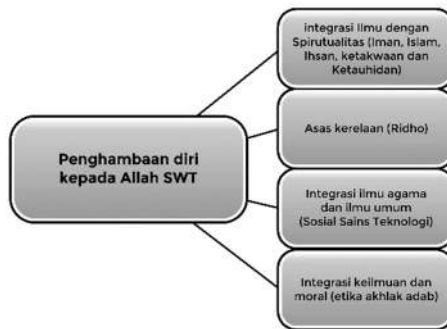 Penghambaan diri
kepada Allah SWT
integrasi Ilmu dengan
Spirutualitas (Iman, Islam,
Ihsan, ketakwaan dan
Ketauhidan)
Asas kerelaan (Ridho)
Integrasi ilmu agama
dan ilmu umum
(Sosial Sains Teknologi)
Integrasi keilmuan dan
moral (etika akhlak adab)